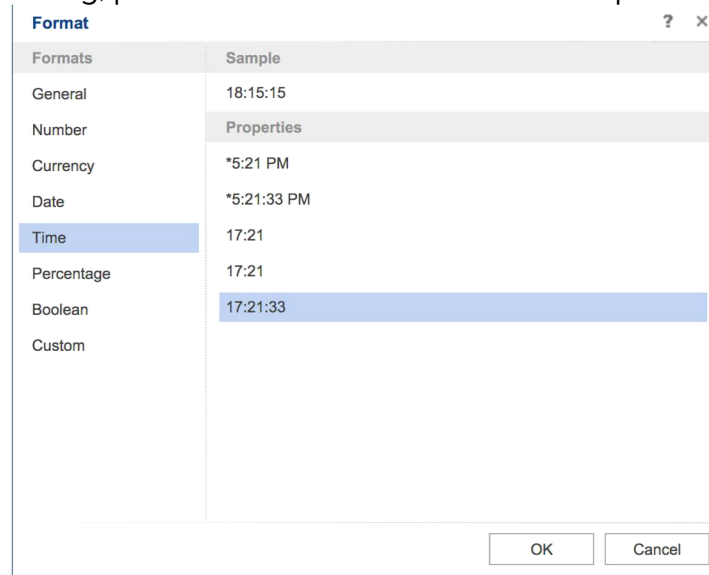 Format ? ×
Formats
Sample
General
18:15:15
Number
Properties
Currency
*5:21 PM
Date
*5:21:33 PM
Time
17:21
Percentage
17:21
Boolean
17:21:33
Custom
OK
Cancel